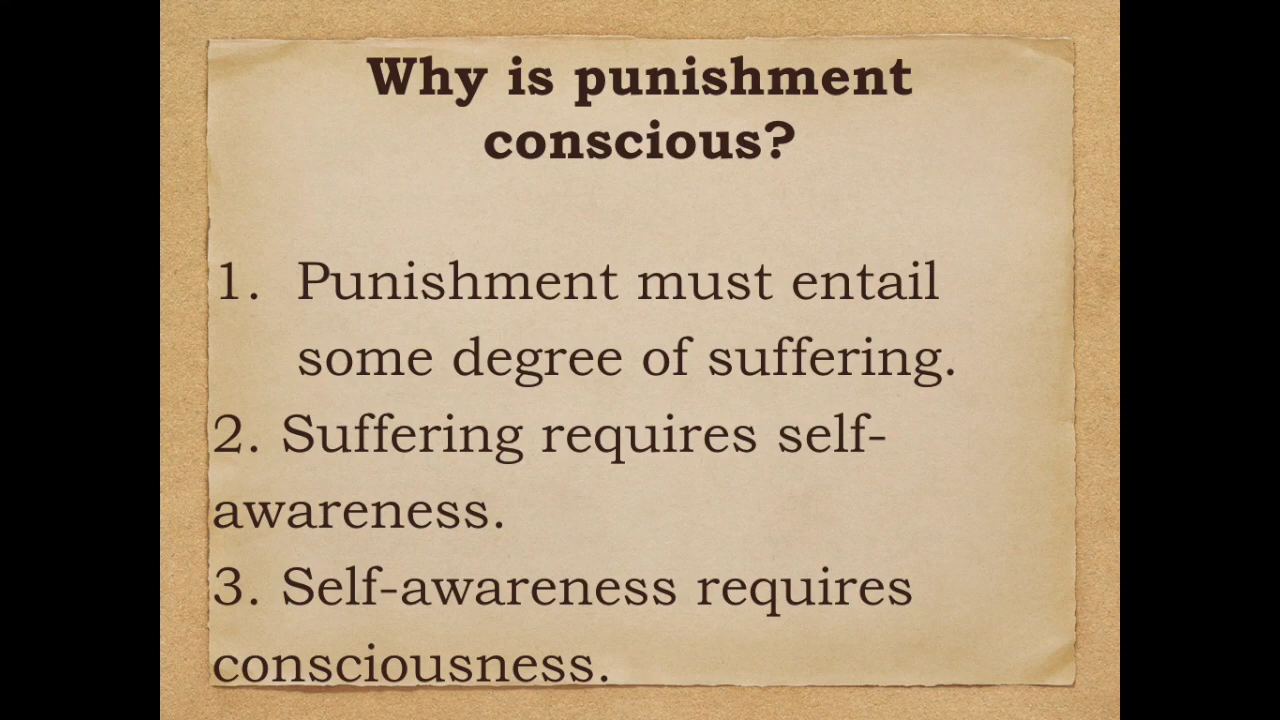 Why is punishment
conscious?
1. Punishment must entail
some degree of suffering.
2. Suffering requires self-
awareness.
3. Self-awareness requires
consciousness.